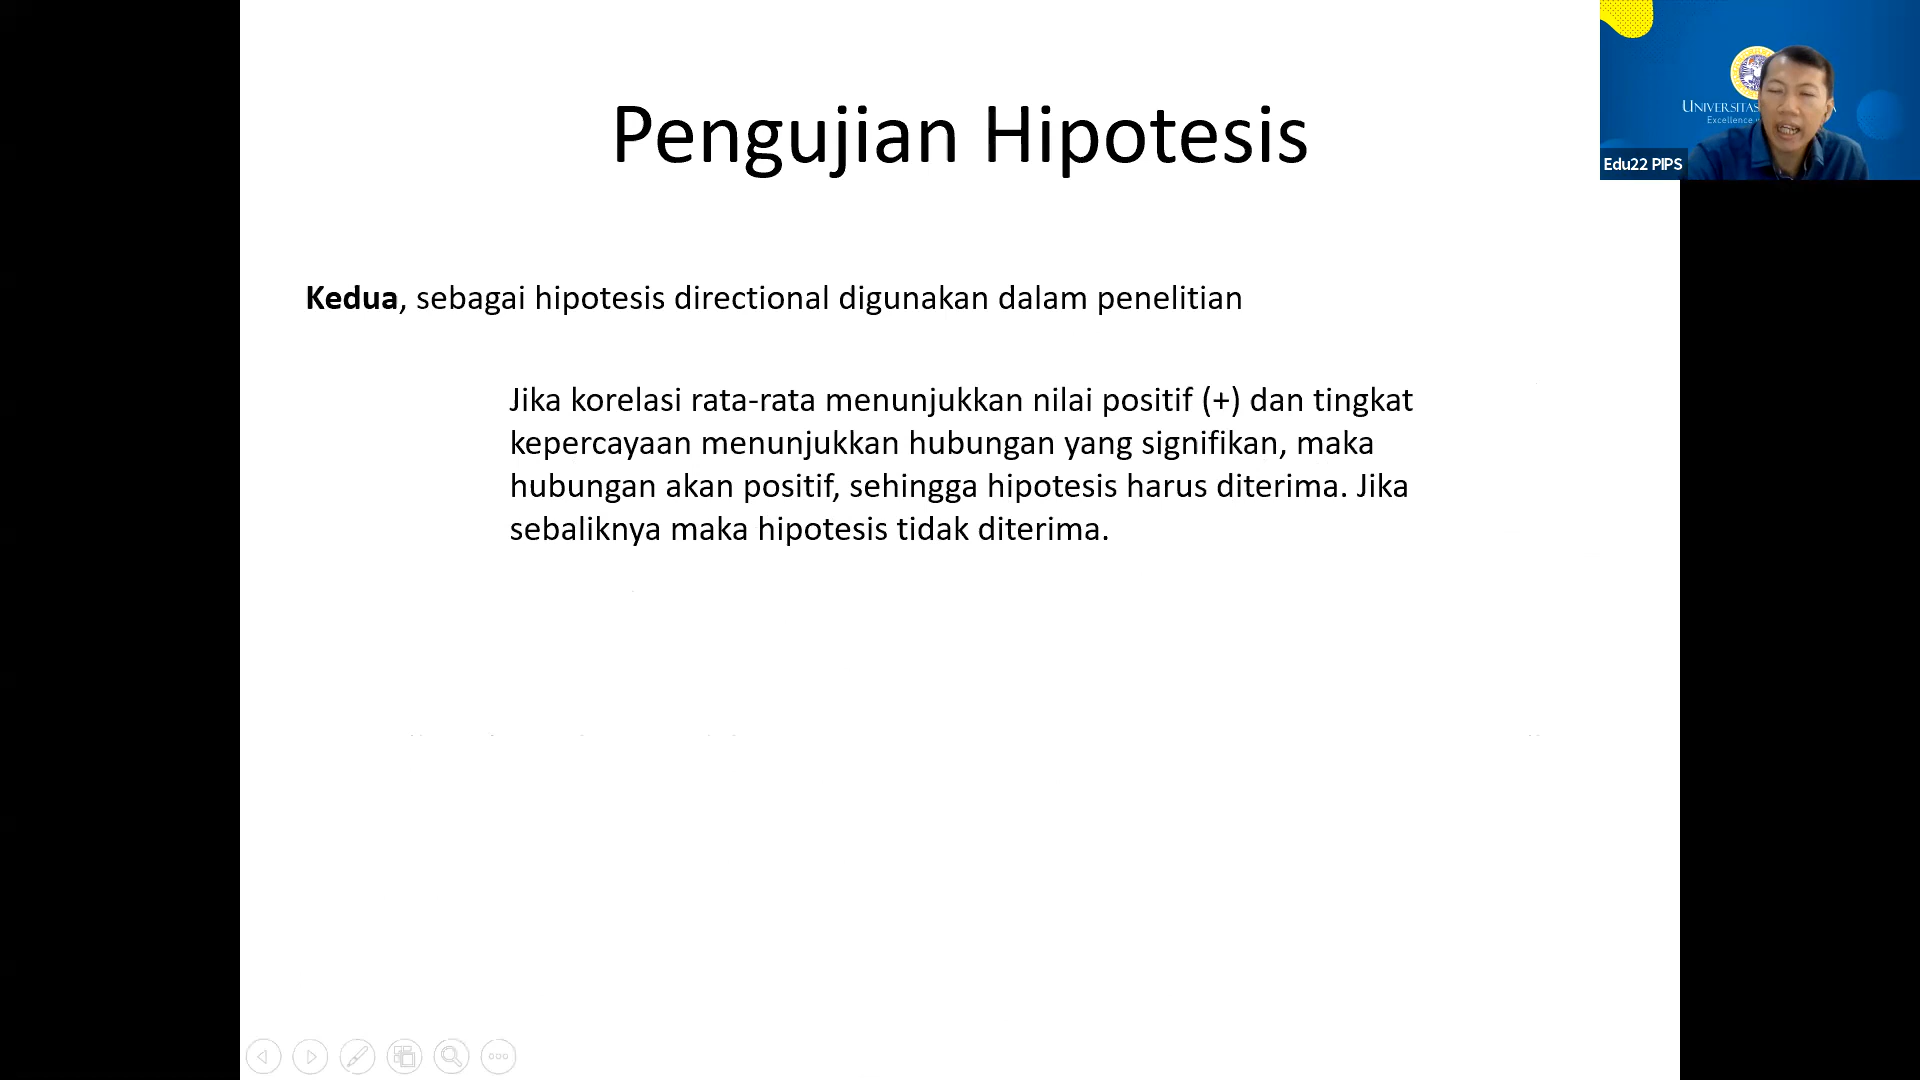 Pengujian Hipotesis
Kedua, sebagai hipotesis directional digunakan dalam penelitian
Jika korelasi rata-rata menunjukkan nilai positif (+) dan tingkat
kepercayaan menunjukkan hubungan yang signifikan, maka
hubungan akan positif, sehingga hipotesis harus diterima. Jika
sebaliknya maka hipotesis tidak diterima.
UNIVERSITAS
Excellence
Edu22 PIPS